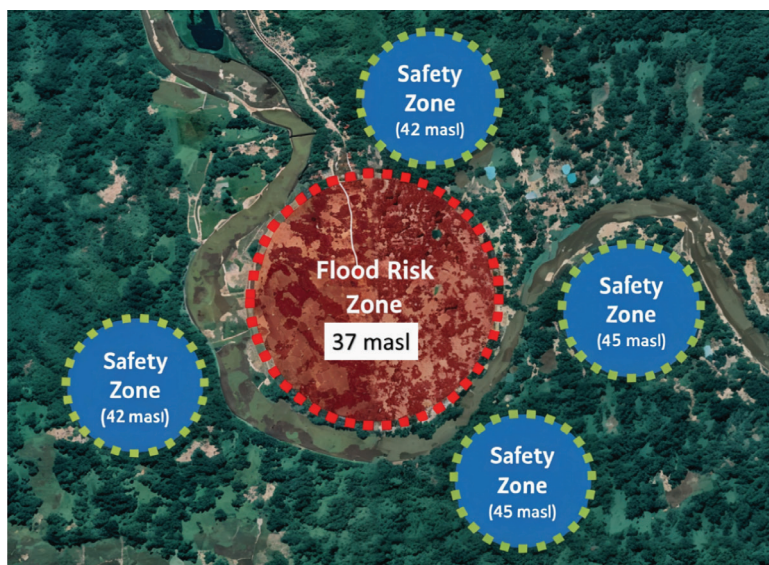 Safety
Zone
(42 masl)
Flood Risk
Zone
37 masl
Safety
Zone
(45 masl)
Safety
Zone
(42 masl)
Safety
Zone
(45 masl)